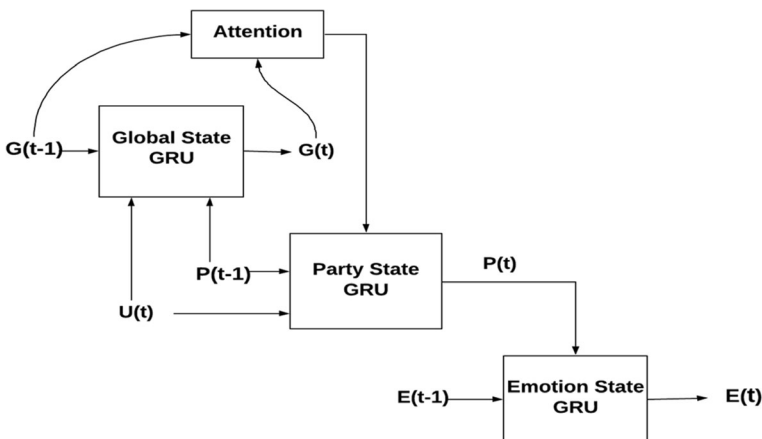 Attention
Global State
GRU
G(t-1)
G(t)
P(t-1)
Party State
GRU
P(t)
U(t)
E(t-1)
Emotion State
GRU
E(t)